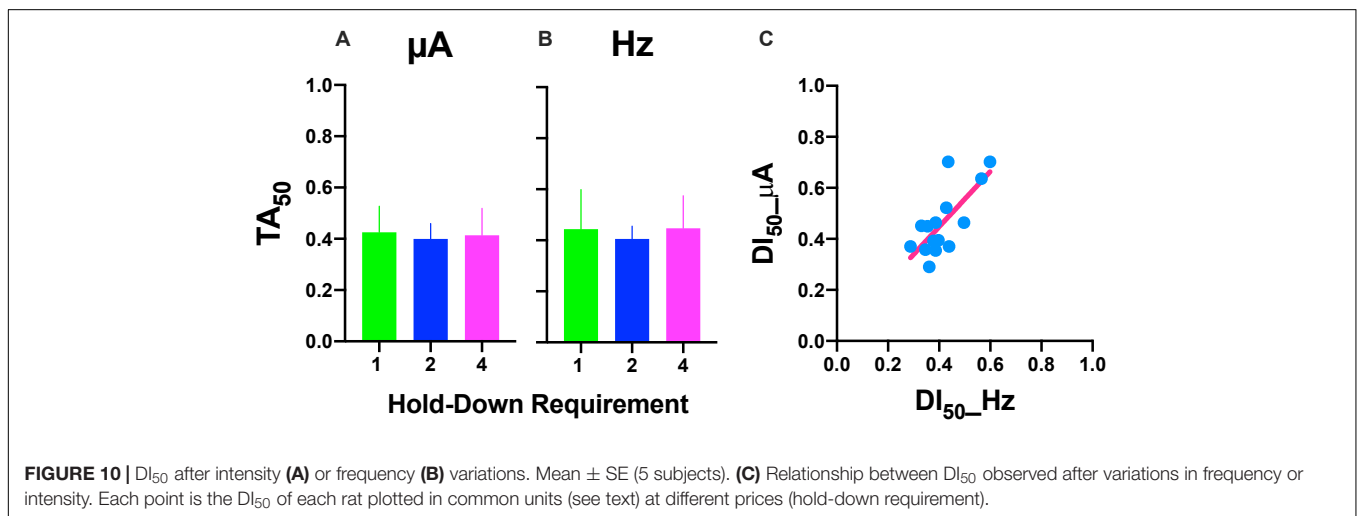 A µA B Hz C
1.0 1.0
0.8 0.8
0.6 0.6
0.4 0.4
0.2 0.2
0.0 0.0
TA50 DI50_µA
1 2 4 1 2 4 0.0 0.2 0.4 0.6 0.8 1.0
Hold-Down Requirement DI50_Hz
FIGURE 10 | DI50 after intensity (A) or frequency (B) variations. Mean ± SE (5 subjects). (C) Relationship between DI50 observed after variations in frequency or
intensity. Each point is the DI50 of each rat plotted in common units (see text) at different prices (hold-down requirement).